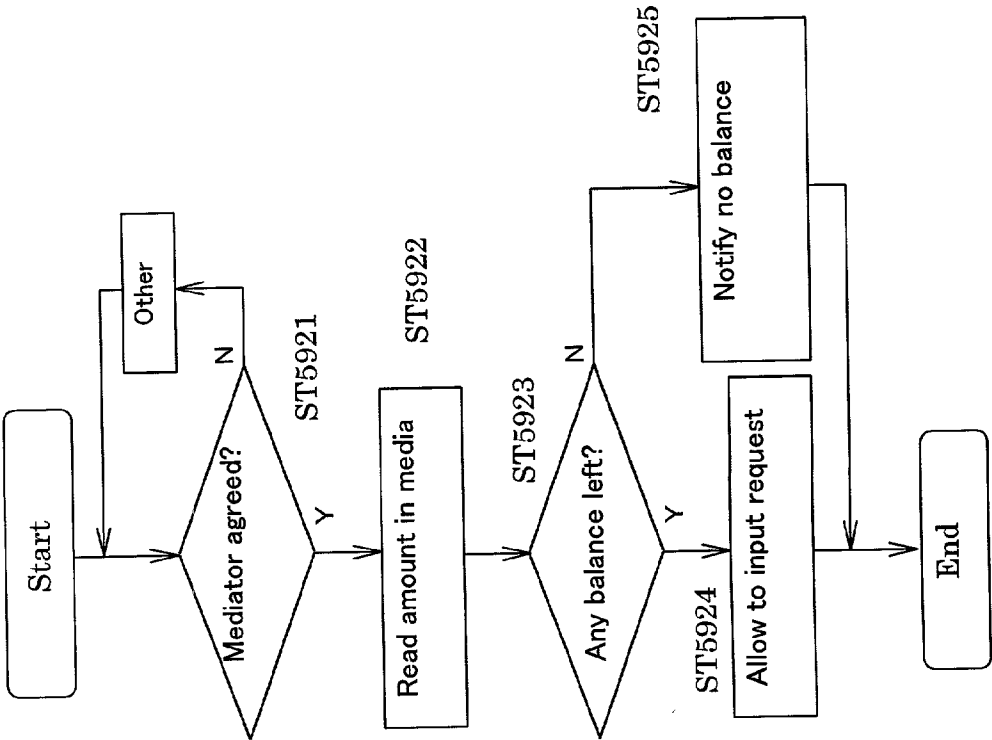 Start
Other
Mediator agreed?
N
ST5921
Y
Read amount in media
ST5922
ST5923
Any balance left?
N
Y
ST5924
Allow to input request
ST5925
Notify no balance
End